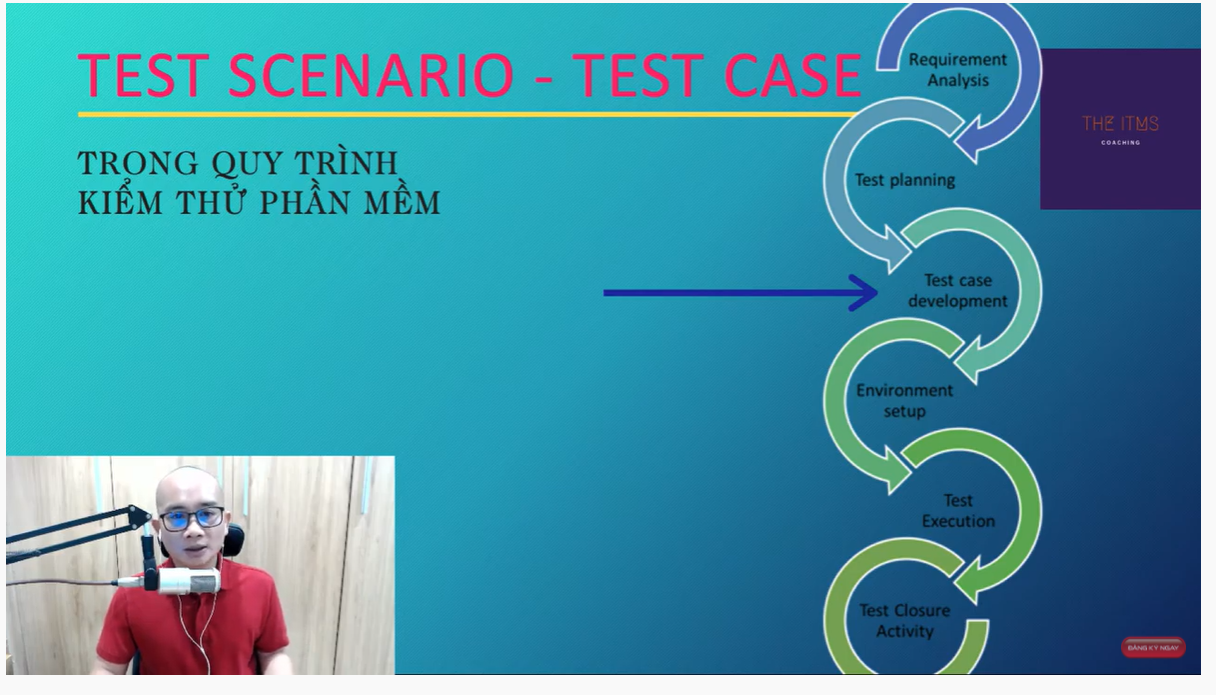 TEST SCENARIO - TEST CASE
TRONG QUY TRÌNH
KIỂM THỬ PHẦN MỀM
Requirement
Analysis
Test planning
Test case
development
Environment
setup
Test
Execution
Test Closure
Activity
THE ITMS
COACHING
ĐĂNG KÝ NGAY